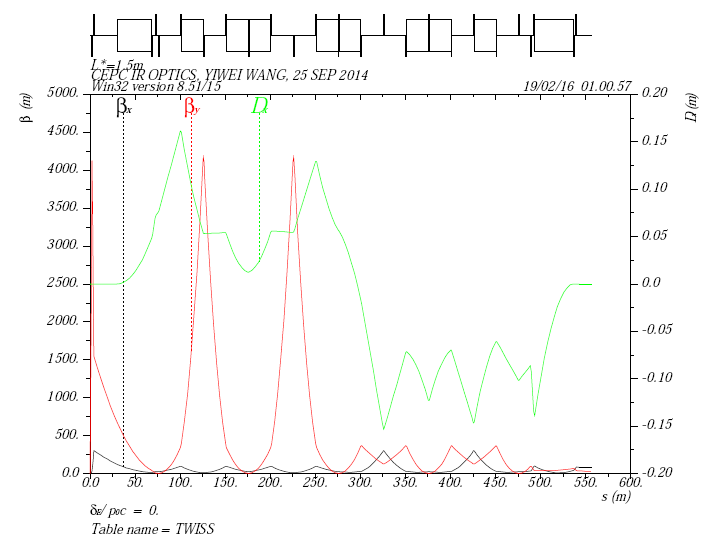 L*=1.5m
CEPC IR OPTICS, YIWEI WANG, 25 SEP 2014
Win32 version 8.51/15 19/02/16 01.00.57
5000. 0.20
βx βy Dx
β (m) D (m)
4500. 0.15
4000. 0.10
3500. 0.05
3000. 0.0
2500. -0.05
2000. -0.10
1500. -0.15
1000. -0.20
500.
0.0
0.0 50. 100. 150. 200. 250. 300. 350. 400. 450. 500. 550. 600.
s (m)
δE/p0c = 0.
Table name = TWISS